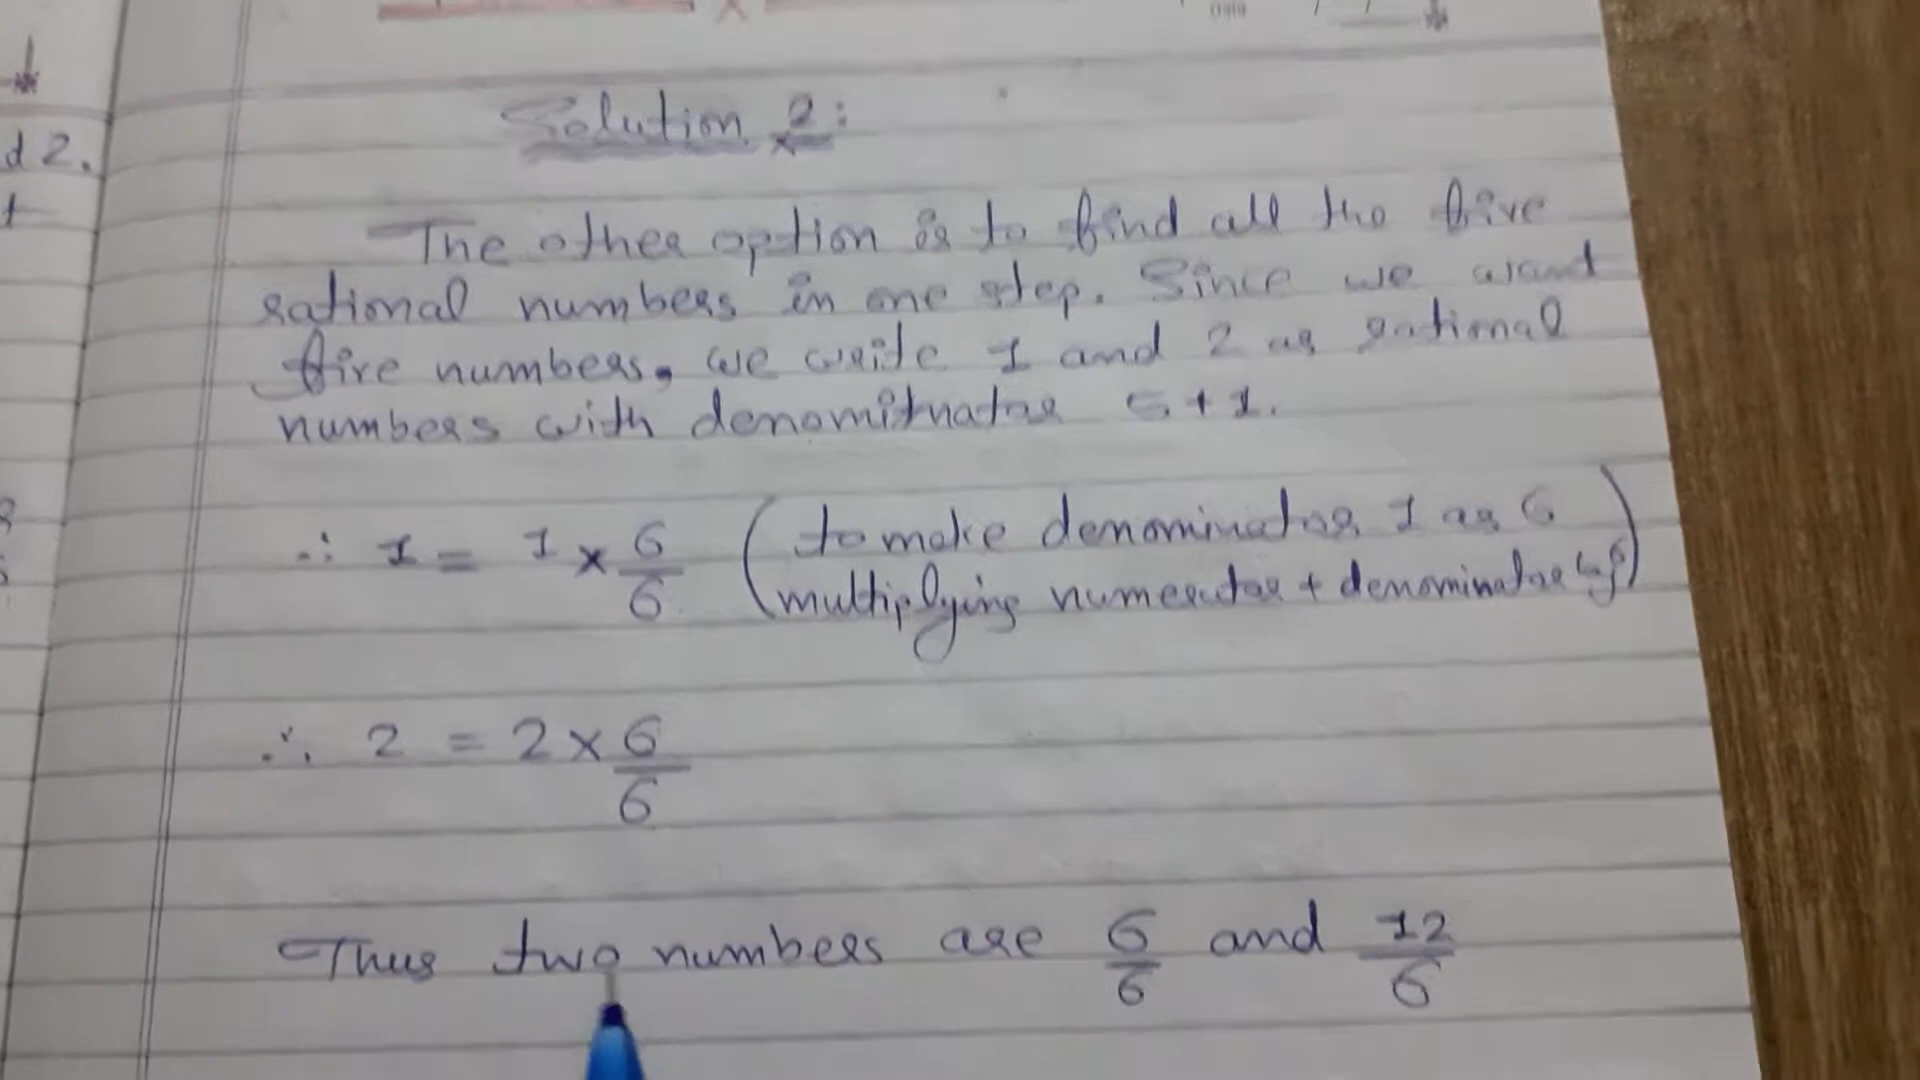 d 2.
Solution 2:
The other option is to find all the five
rational numbers in one step. Since we want
five numbers, we write 1 and 2 as rational
numbers with denomitnator 5+1.
∴ 1 = 1 × 6/6 (to make denominator 1 as 6
multiplying numerator + denominator by 6)
∴ 2 = 2 × 6/6
Thus two numbers are 6/6 and 12/6